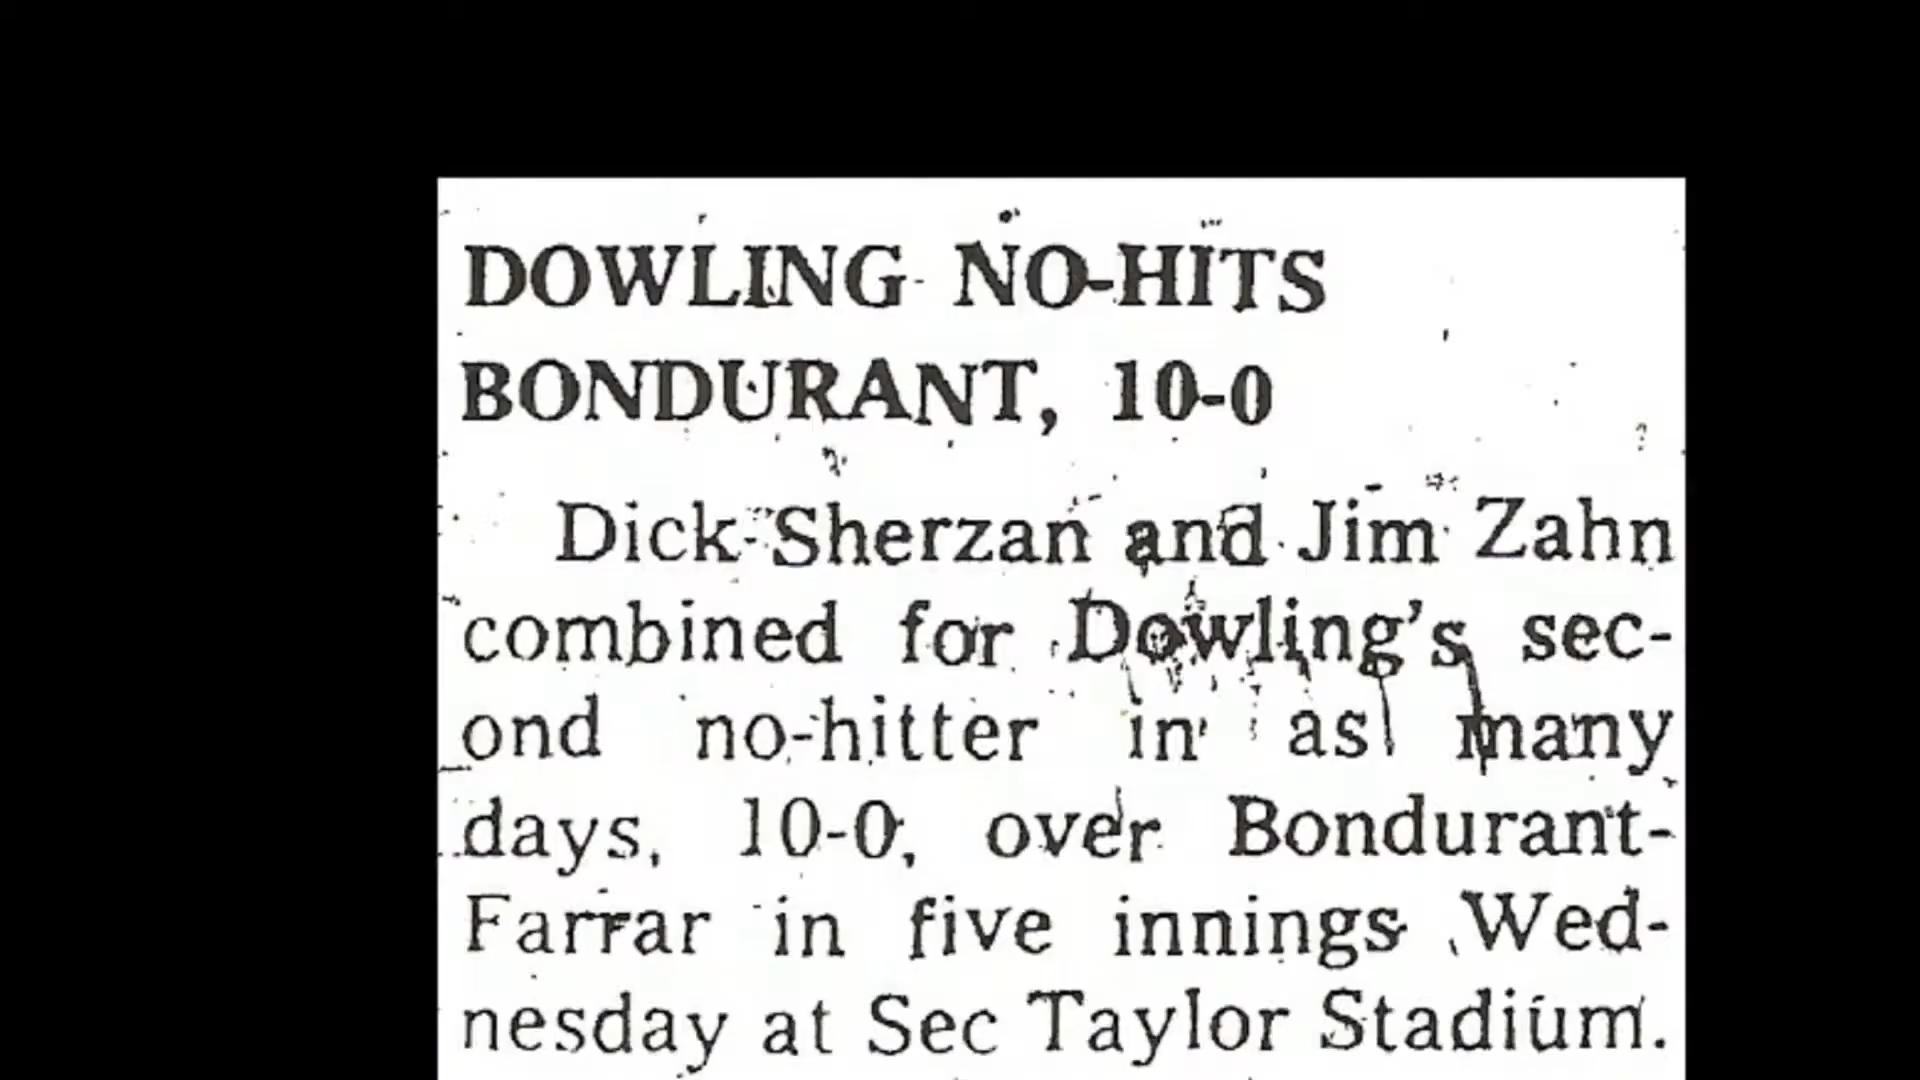 DOWLING NO-HITS
BONDURANT, 10-0
Dick Sherzan and Jim Zahn
combined for Dowling's sec-
ond no-hitter in as many
days, 10-0, over Bondurant-
Farrar in five innings Wed-
nesday at Sec Taylor Stadium.